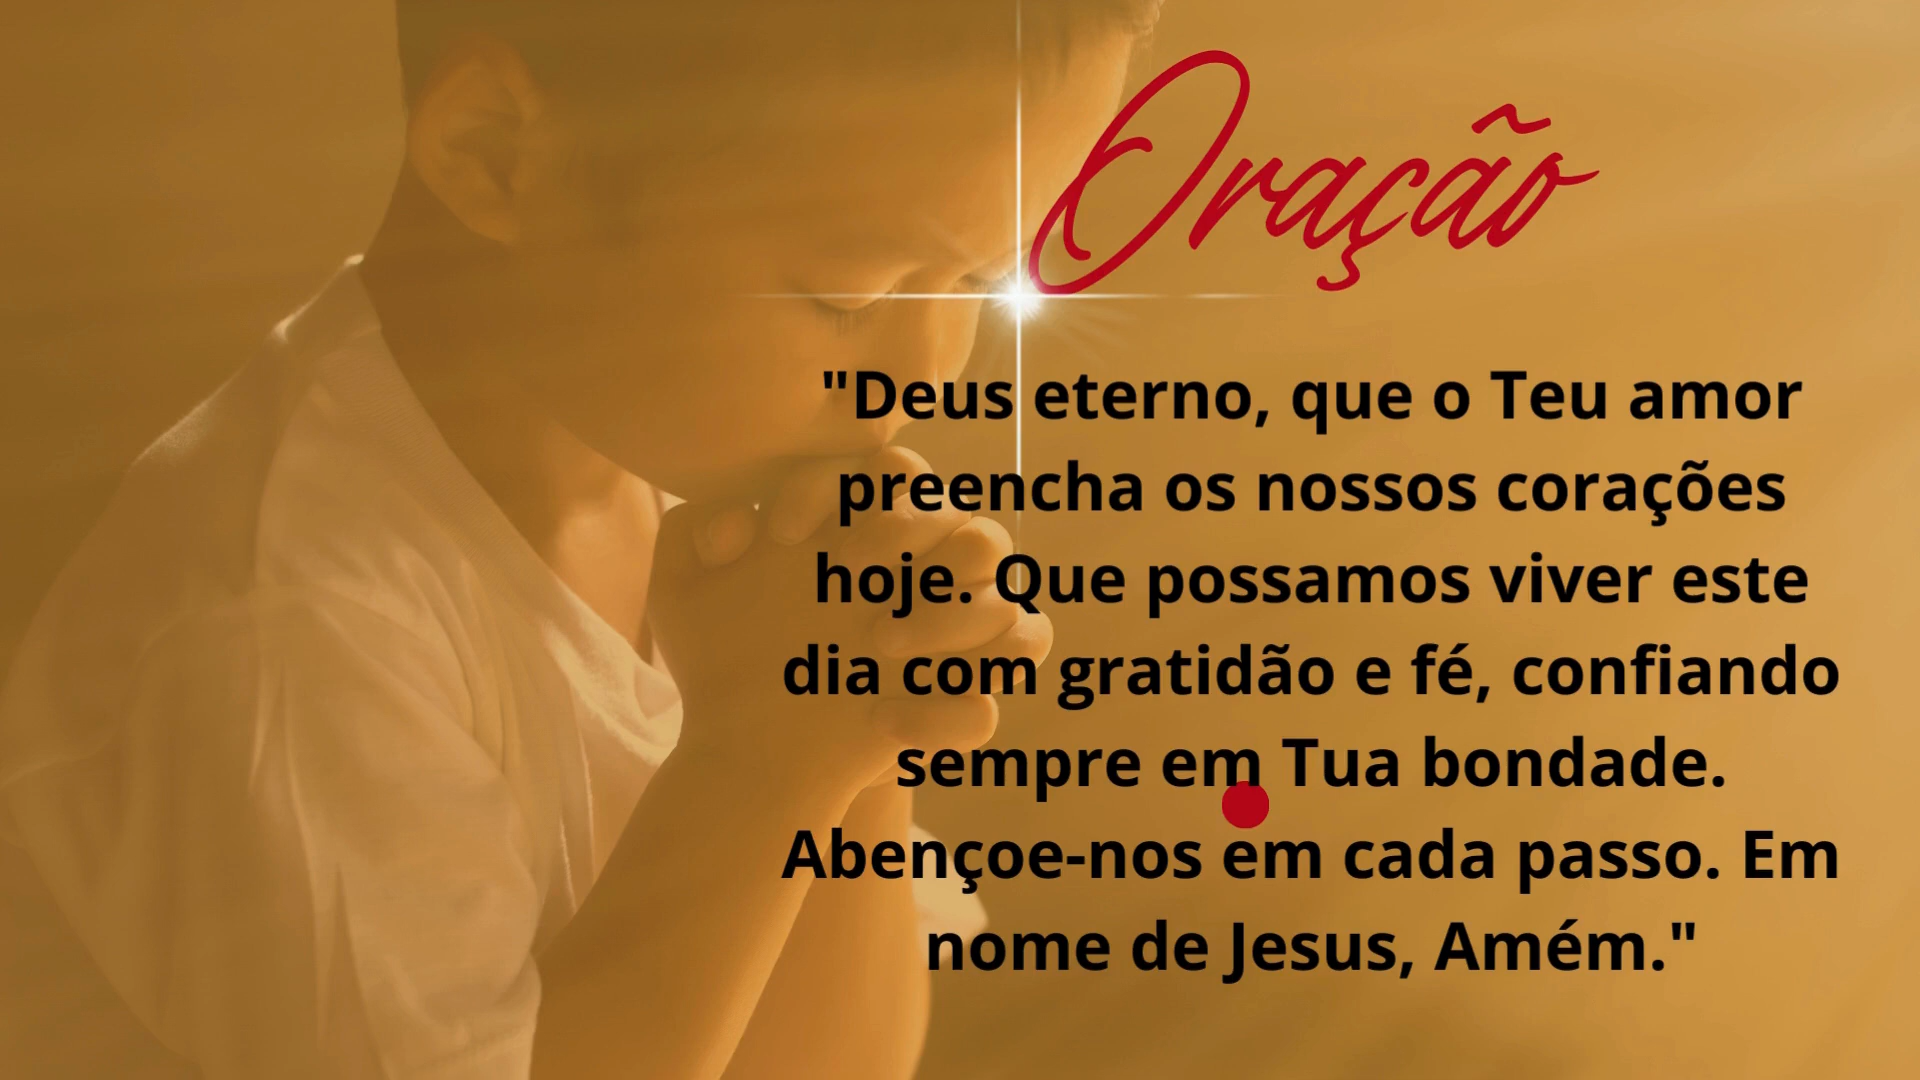 Oração
"Deus eterno, que o Teu amor
preencha os nossos corações
hoje. Que possamos viver este
dia com gratidão e fé, confiando
sempre em Tua bondade.
Abençoe-nos em cada passo. Em
nome de Jesus, Amém."